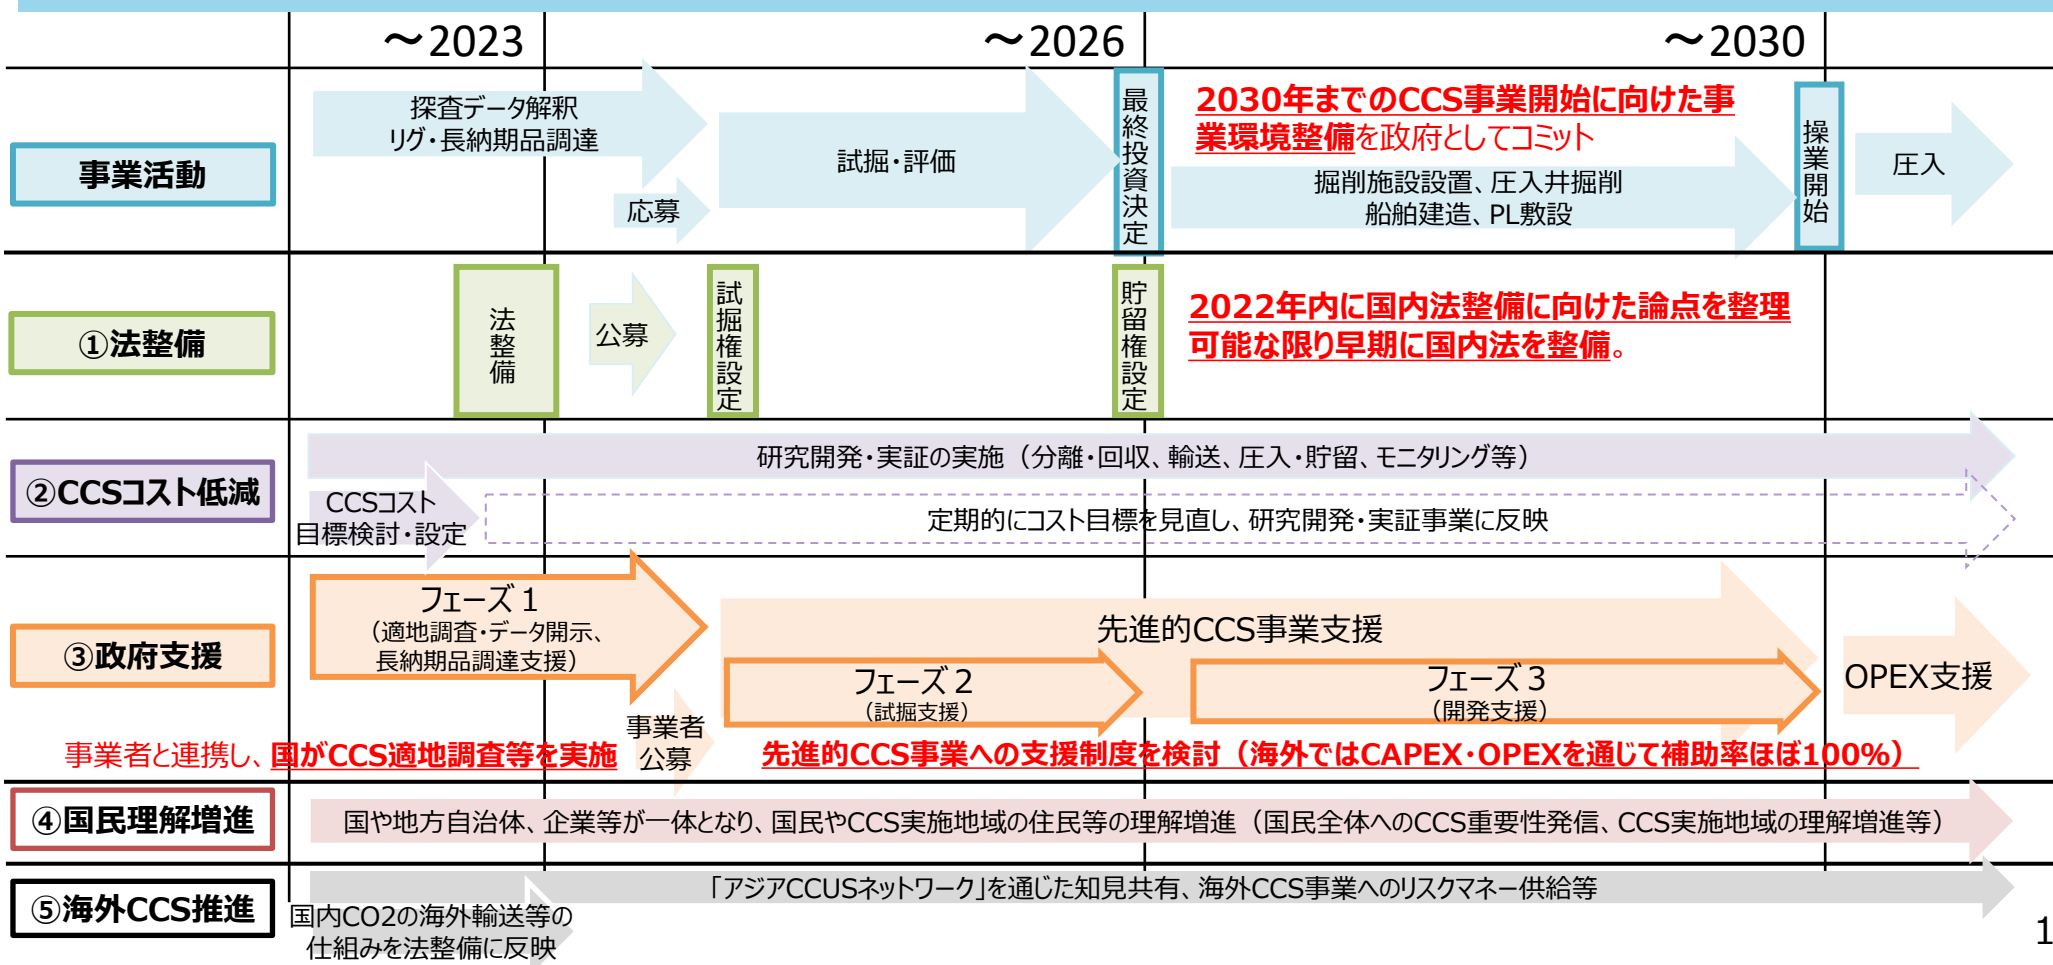 ～2023
～2026
～2030
事業活動
探査データ解釈
リグ・長納期品調達
応募
試掘・評価
最終投資決定
2030年までのCCS事業開始に向けた事
業環境整備を政府としてコミット
掘削施設設置、圧入井掘削
船舶建造、PL敷設
操業開始
圧入
①法整備
法整備
公募
試掘権設定
貯留権設定
2022年内に国内法整備に向けた論点を整理
可能な限り早期に国内法を整備。
②CCSコスト低減
研究開発・実証の実施（分離・回収、輸送、圧入・貯留、モニタリング等）
CCSコスト
目標検討・設定
定期的にコスト目標を見直し、研究開発・実証事業に反映
③政府支援
フェーズ１
（適地調査・データ開示、
長納期品調達支援）
先進的CCS事業支援
フェーズ２
（試掘支援）
フェーズ３
（開発支援）
OPEX支援
事業者
公募
事業者と連携し、国がCCS適地調査等を実施
先進的CCS事業への支援制度を検討（海外ではCAPEX・OPEXを通じて補助率ほぼ100%）
④国民理解増進
国や地方自治体、企業等が一体となり、国民やCCS実施地域の住民等の理解増進（国民全体へのCCS重要性発信、CCS実施地域の理解増進等）
⑤海外CCS推進
「アジアCCUSネットワーク」を通じた知見共有、海外CCS事業へのリスクマネー供給等
国内CO2の海外輸送等の
仕組みを法整備に反映
1